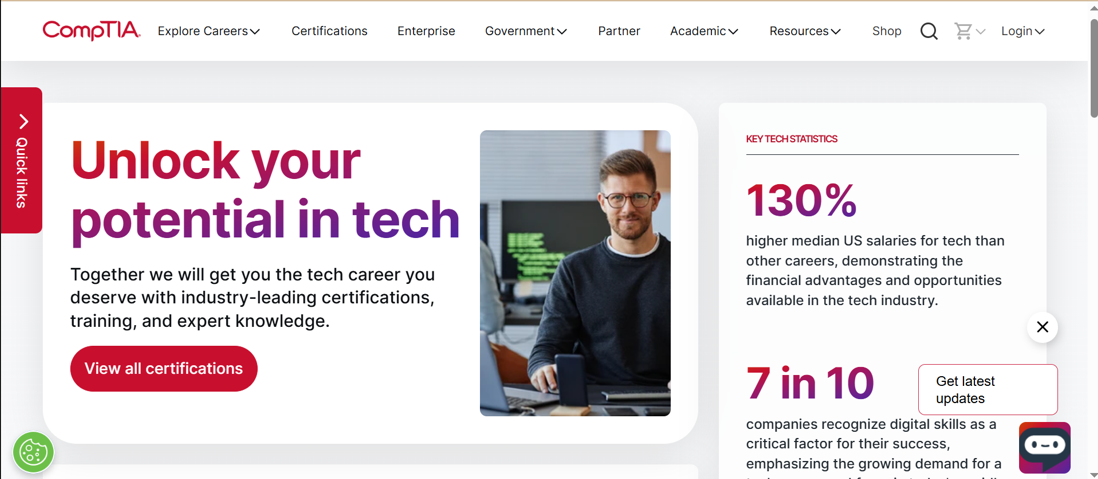 CompTIA.
Explore Careers
Certifications
Enterprise
Government
Partner
Academic
Resources
Shop
Login
Quick links
Unlock your
potential in tech
Together we will get you the tech career you
deserve with industry-leading certifications,
training, and expert knowledge.
View all certifications
KEY TECH STATISTICS
130%
higher median US salaries for tech than
other careers, demonstrating the
financial advantages and opportunities
available in the tech industry.
7 in 10
companies recognize digital skills as a
critical factor for their success,
emphasizing the growing demand for a
Get latest
updates